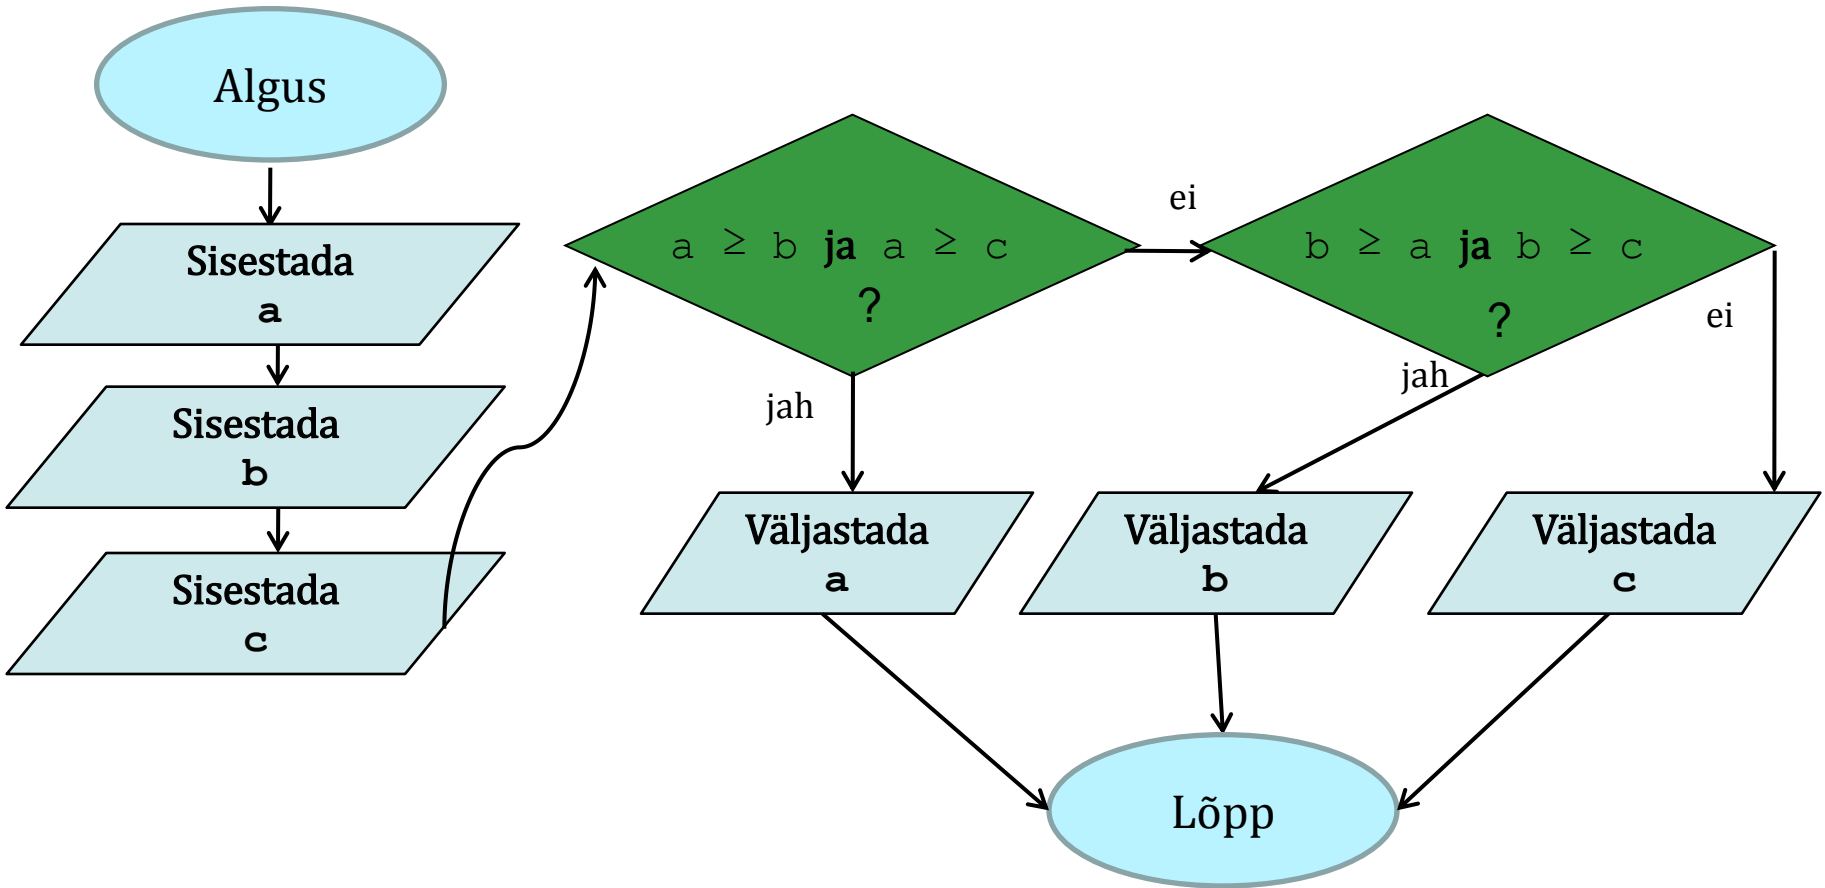 Algus
Sisestada
a
Sisestada
b
Sisestada
c
a ≥ b ja a ≥ c
?
ei
jah
b ≥ a ja b ≥ c
?
ei
jah
Väljastada
a
Väljastada
b
Väljastada
c
Lõpp